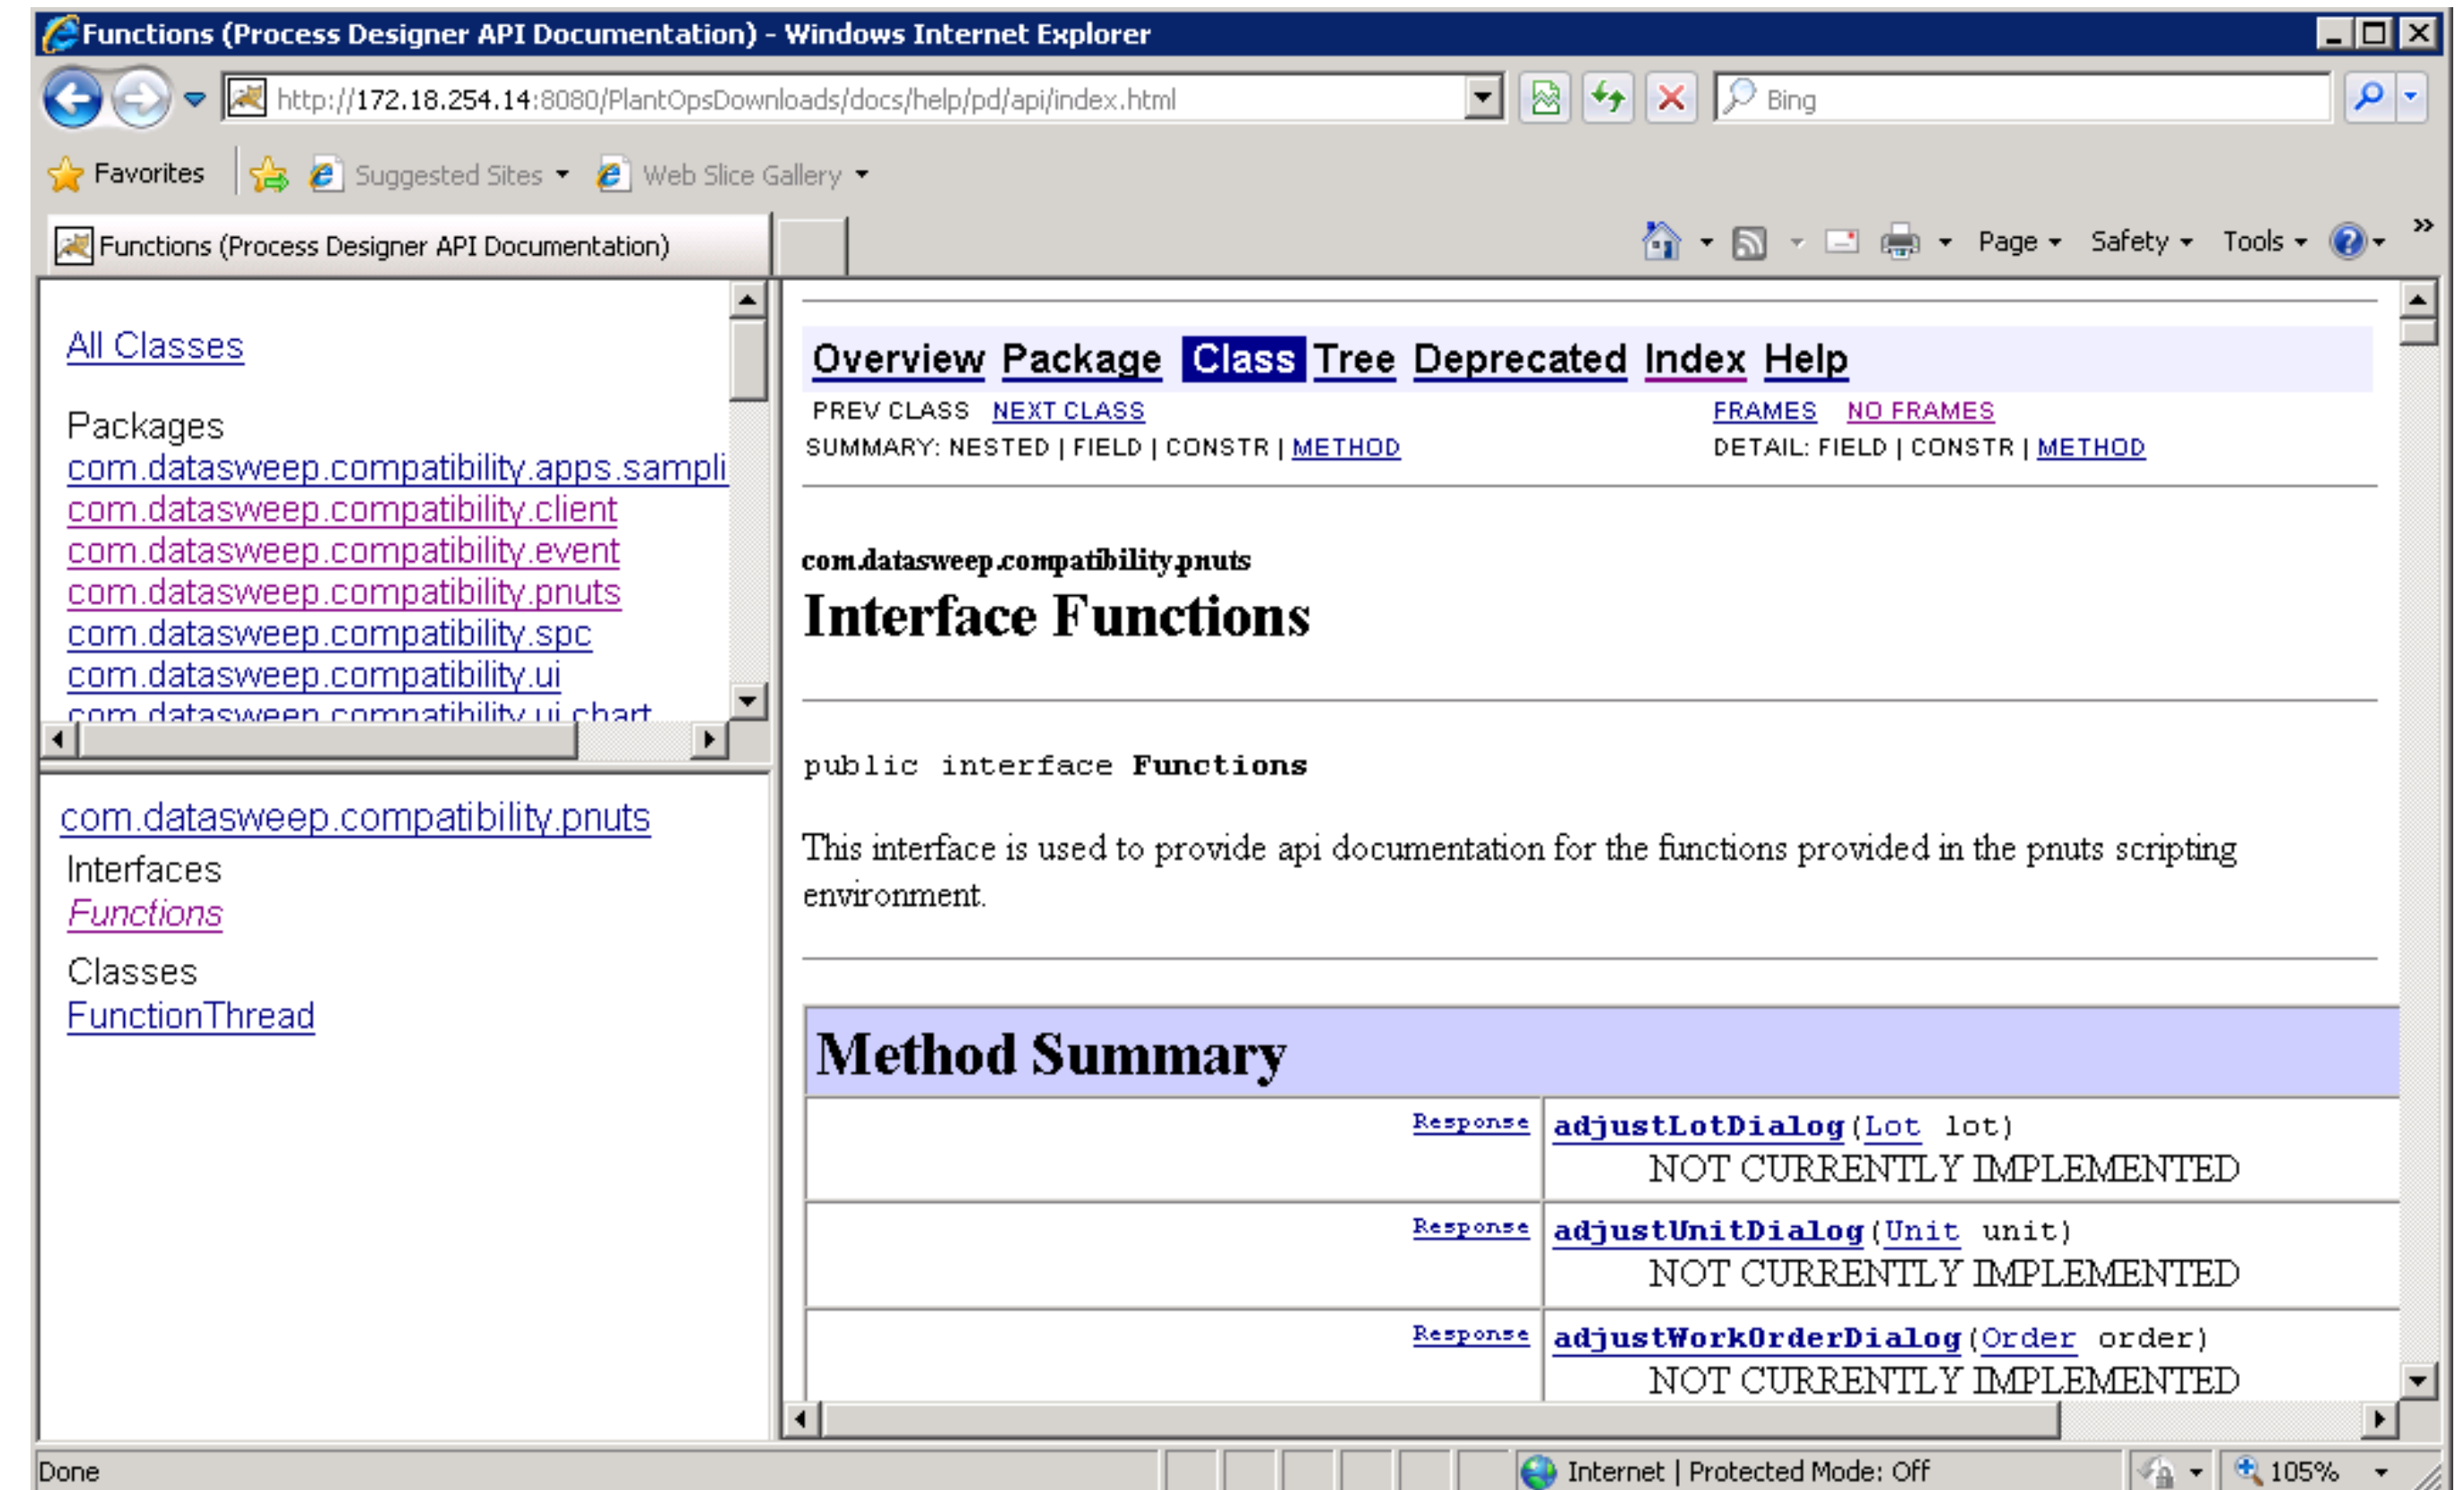 Functions (Process Designer API Documentation) - Windows Internet Explorer
http://172.18.254.14:8080/PlantOpsDownloads/docs/help/pd/api/index.html
Bing
Favorites
Suggested Sites
Web Slice Gallery
Functions (Process Designer API Documentation)
Page
Safety
Tools
All Classes
Packages
com.datasweep.compatibility.apps.sampli
com.datasweep.compatibility.client
com.datasweep.compatibility.event
com.datasweep.compatibility.pnuts
com.datasweep.compatibility.spc
com.datasweep.compatibility.ui
com.datasweep.compatibility.ui.chart
com.datasweep.compatibility.pnuts
Interfaces
Functions
Classes
FunctionThread
Overview Package Class Tree Deprecated Index Help
PREV CLASS NEXT CLASS
FRAMES NO FRAMES
SUMMARY: NESTED | FIELD | CONSTR | METHOD
DETAIL: FIELD | CONSTR | METHOD
com.datasweep.compatibility.pnuts
Interface Functions
public interface Functions
This interface is used to provide api documentation for the functions provided in the pnuts scripting
environment.
Method Summary
Response adjustLotDialog(Lot lot)
NOT CURRENTLY IMPLEMENTED
Response adjustUnitDialog(Unit unit)
NOT CURRENTLY IMPLEMENTED
Response adjustWorkOrderDialog(Order order)
NOT CURRENTLY IMPLEMENTED
Done
Internet | Protected Mode: Off
105%